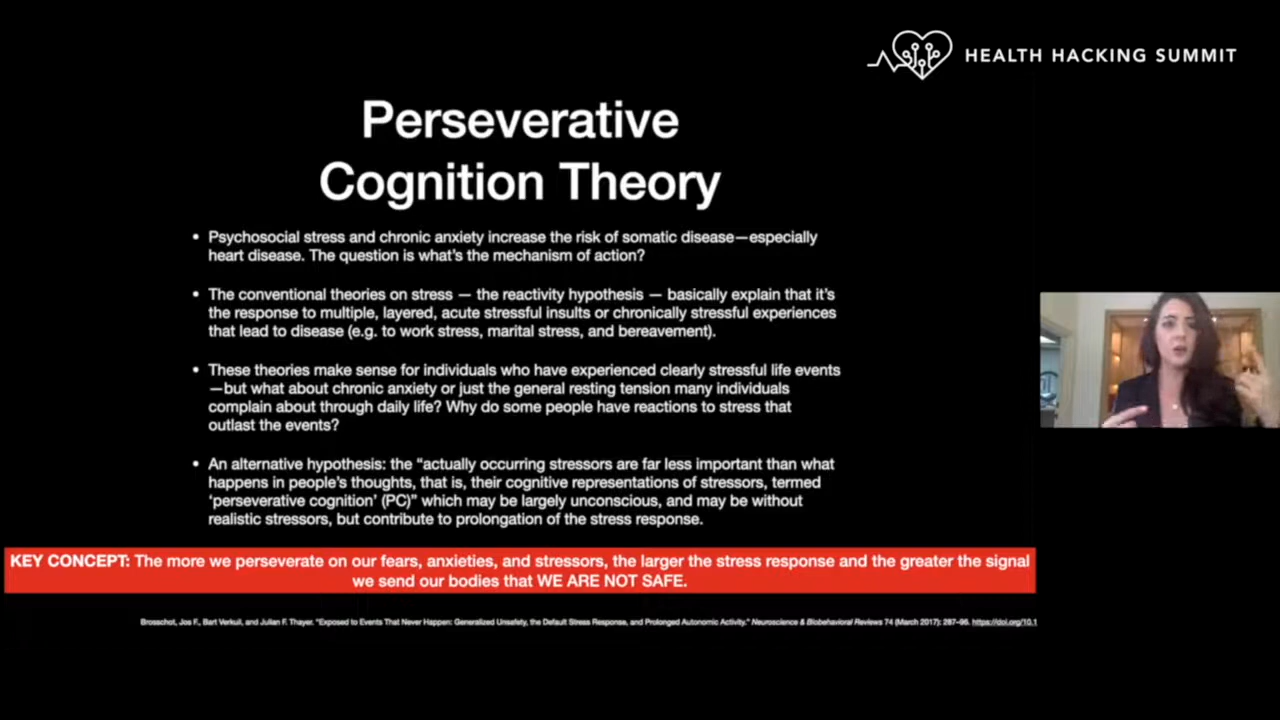 HEALTH HACKING SUMMIT
Perseverative
Cognition Theory
• Psychosocial stress and chronic anxiety increase the risk of somatic disease—especially
heart disease. The question is what's the mechanism of action?
• The conventional theories on stress — the reactivity hypothesis — basically explain that it's
the response to multiple, layered, acute stressful insults or chronically stressful experiences
that lead to disease (e.g. to work stress, marital stress, and bereavement).
• These theories make sense for individuals who have experienced clearly stressful life events
—but what about chronic anxiety or just the general resting tension many individuals
complain about through daily life? Why do some people have reactions to stress that
outlast the events?
• An alternative hypothesis: the “actually occurring stressors are far less important than what
happens in people's thoughts, that is, their cognitive representations of stressors, termed
‘perseverative cognition’ (PC)” which may be largely unconscious, and may be without
realistic stressors, but contribute to prolongation of the stress response.
KEY CONCEPT: The more we perseverate on our fears, anxieties, and stressors, the larger the stress response and the greater the signal
we send our bodies that WE ARE NOT SAFE.
Brosschot, Jos F., Bart Verkuil, and Julian F. Thayer. “Exposed to Events That Never Happen: Generalized Unsafety, the Default Stress Response, and Prolonged Autonomic Activity.” Neuroscience & Biobehavioral Reviews 74 (March 2017): 287–96. https://doi.org/10.1